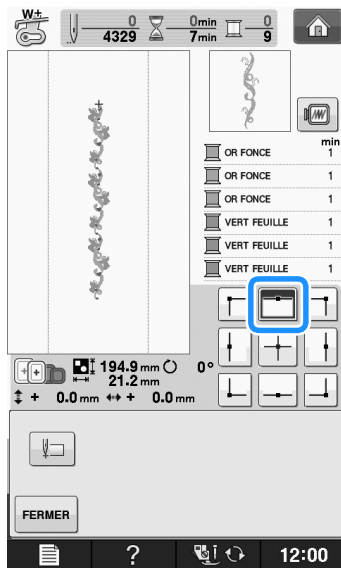 W±
0 0min 0
4329 7min 9
min
OR FONCE 1
OR FONCE 1
OR FONCE 1
VERT FEUILLE 1
VERT FEUILLE 1
VERT FEUILLE 1
194.9 mm 0°
21.2 mm
+ 0.0 mm + 0.0 mm
FERMER
? 12:00